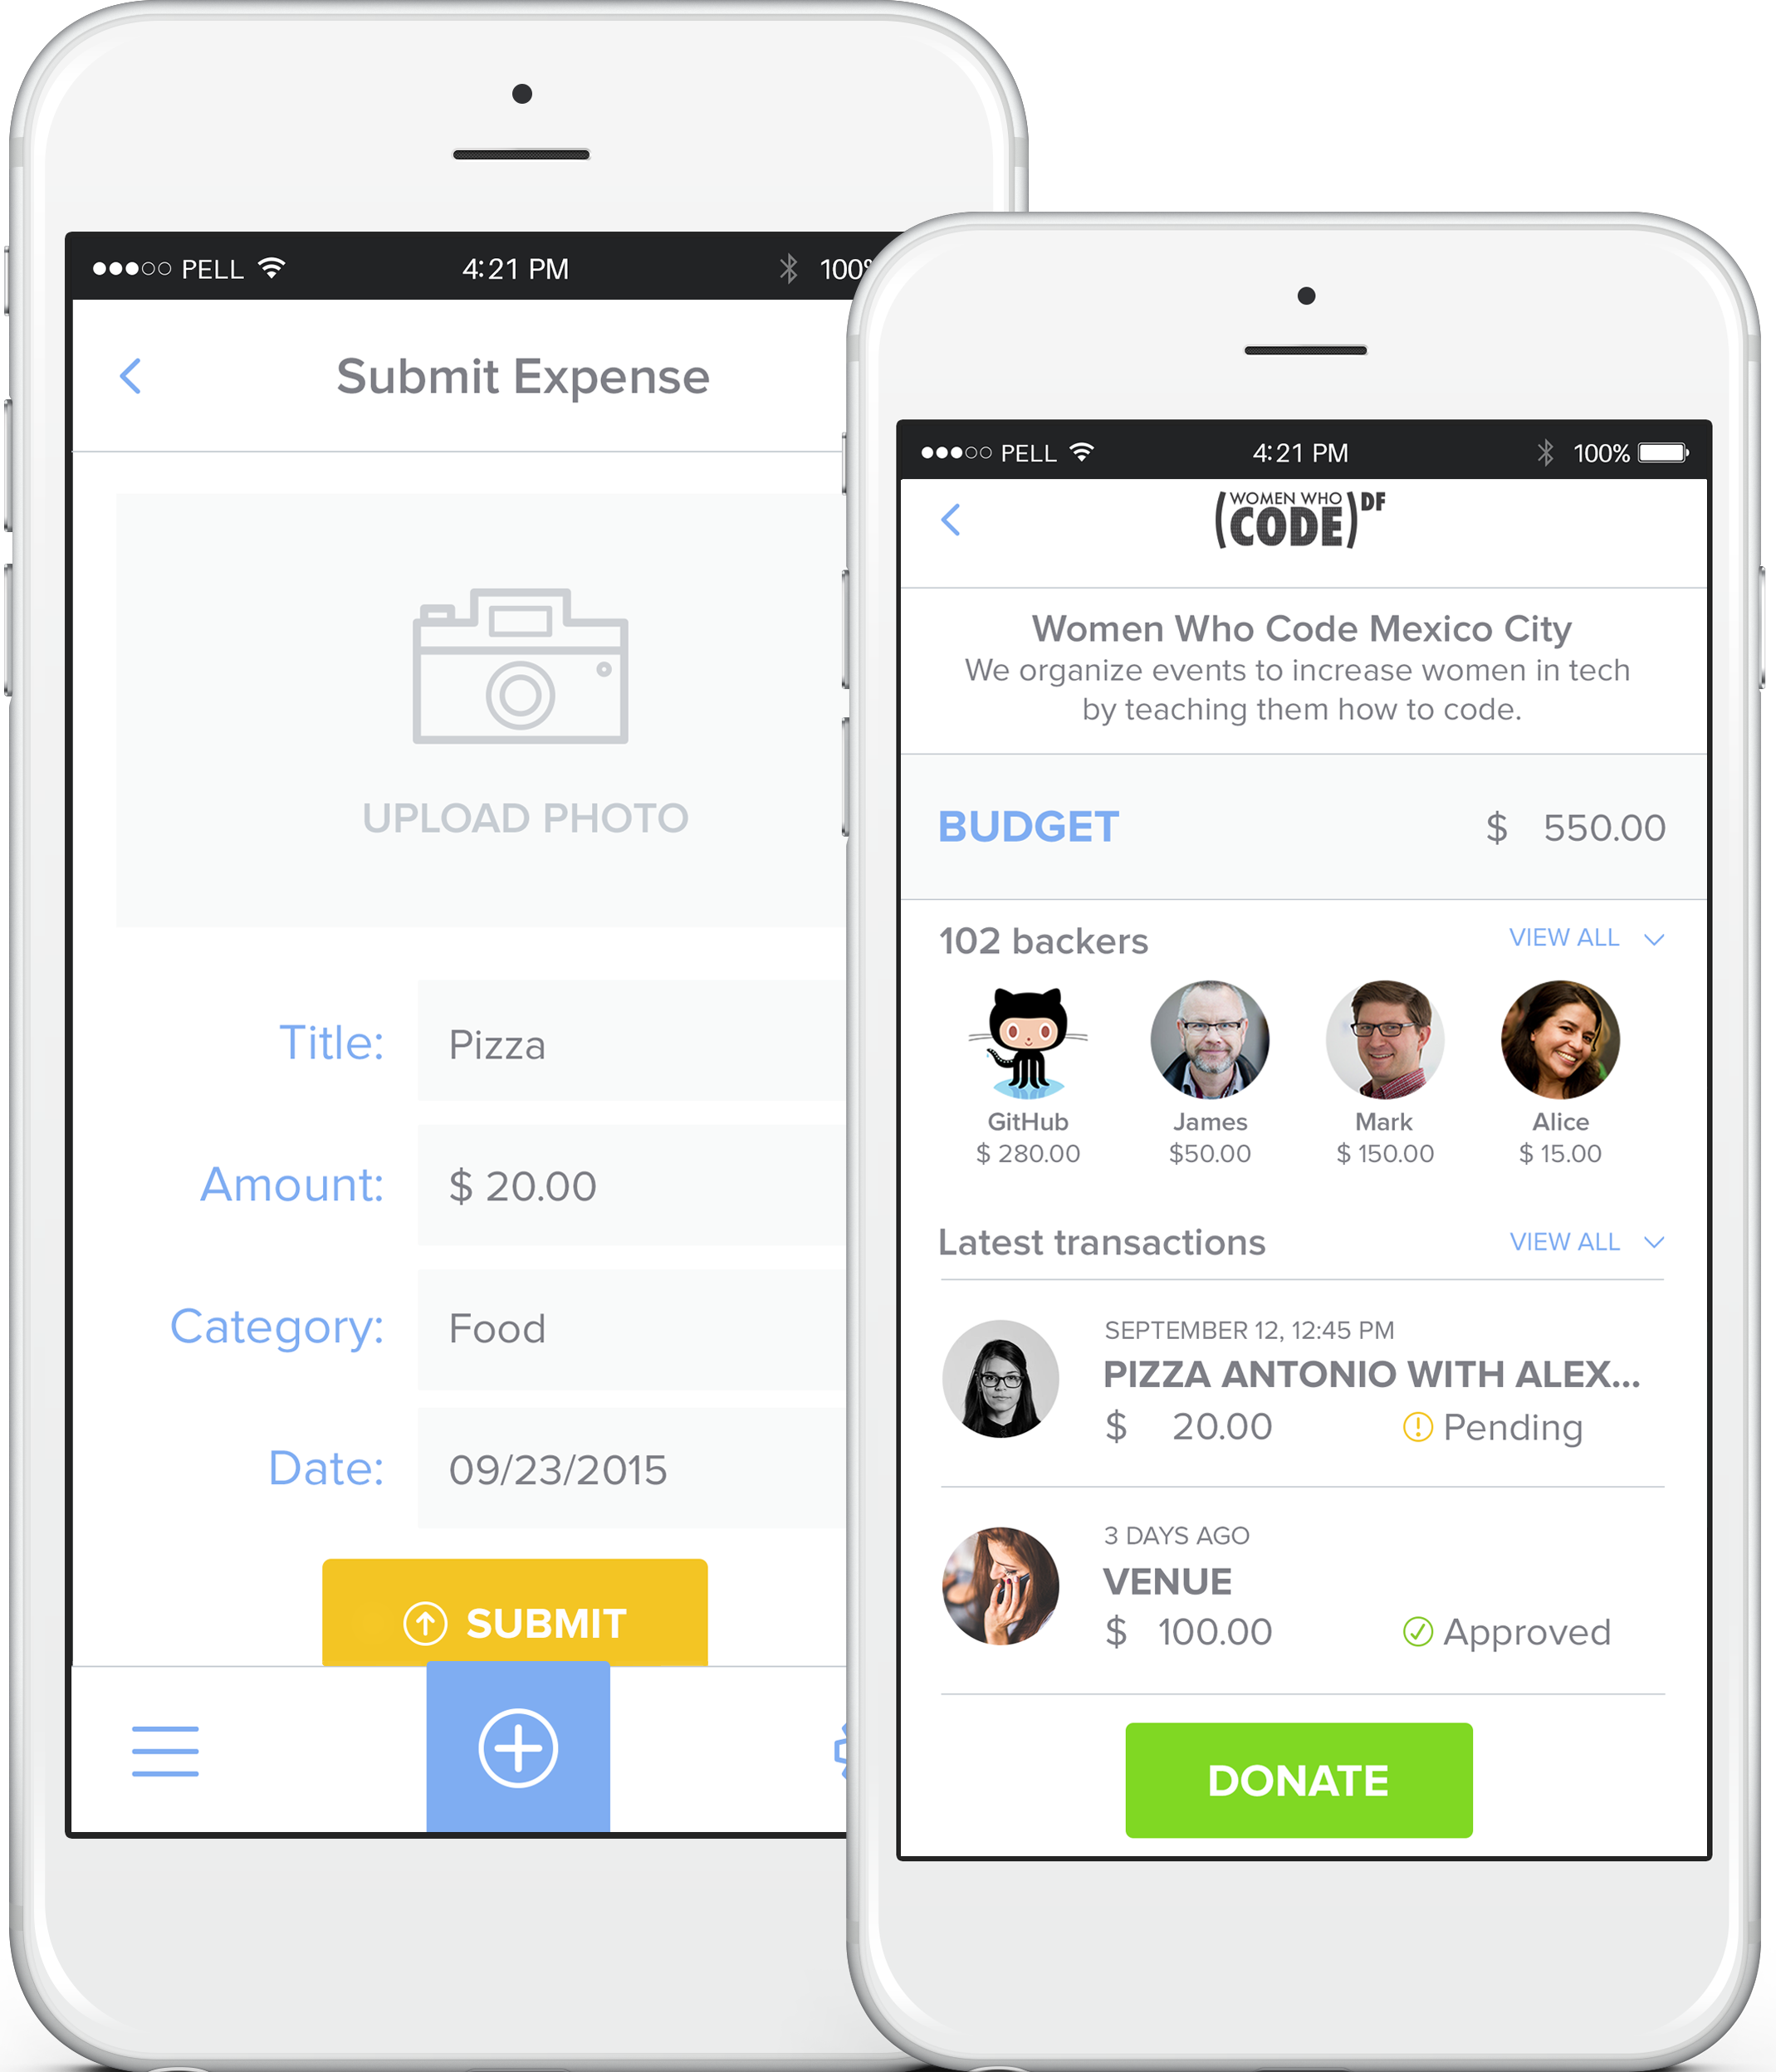 PELL 4:21 PM 100%
Submit Expense
UPLOAD PHOTO
Title: Pizza
Amount: $ 20.00
Category: Food
Date: 09/23/2015
SUBMIT
PELL 4:21 PM 100%
(WOMEN WHO CODE) DF
Women Who Code Mexico City
We organize events to increase women in tech
by teaching them how to code.
BUDGET $ 550.00
102 backers VIEW ALL
GitHub James Mark Alice
$ 280.00 $50.00 $ 150.00 $ 15.00
Latest transactions VIEW ALL
SEPTEMBER 12, 12:45 PM
PIZZA ANTONIO WITH ALEX...
$ 20.00 Pending
3 DAYS AGO
VENUE
$ 100.00 Approved
DONATE